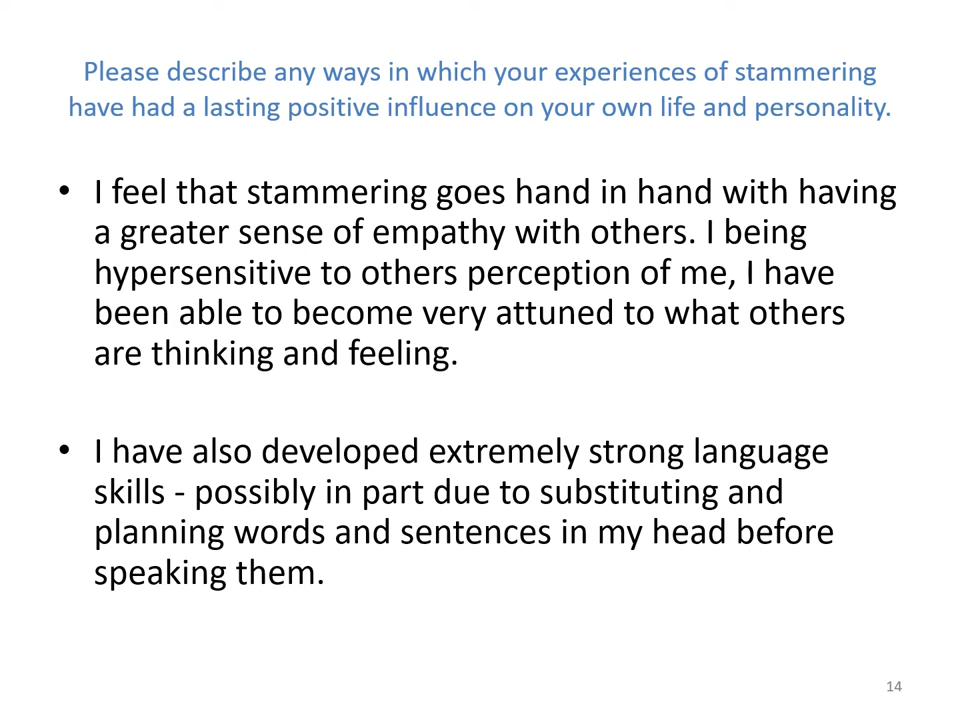 Please describe any ways in which your experiences of stammering
have had a lasting positive influence on your own life and personality.
• I feel that stammering goes hand in hand with having
a greater sense of empathy with others. I being
hypersensitive to others perception of me, I have
been able to become very attuned to what others
are thinking and feeling.
• I have also developed extremely strong language
skills - possibly in part due to substituting and
planning words and sentences in my head before
speaking them.
14